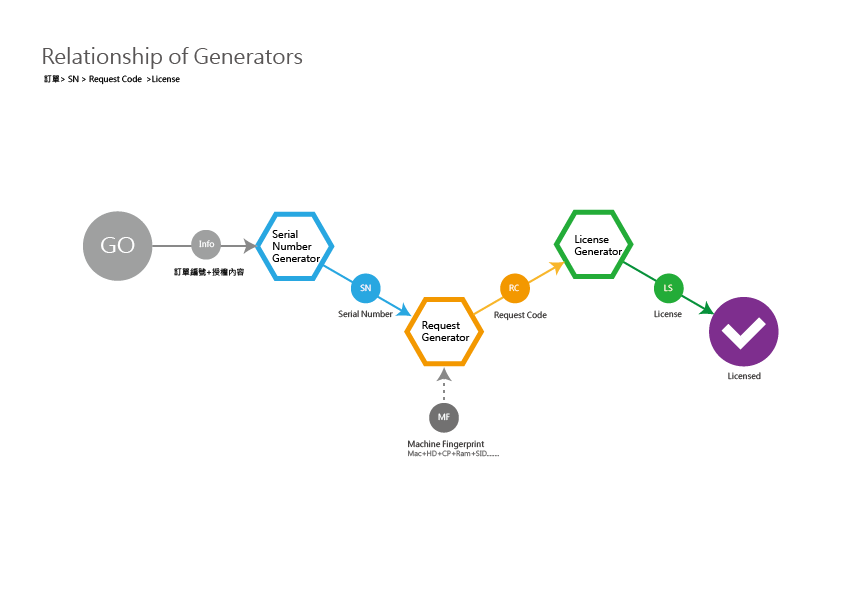 Relationship of Generators
訂單> SN > Request Code >License
GO
Info
訂單編號+授權內容
Serial
Number
Generator
SN
Serial Number
Request
Generator
MF
Machine Fingerprint
Mac+HD+CP+Ram+SID.......
RC
Request Code
License
Generator
LS
License
Licensed